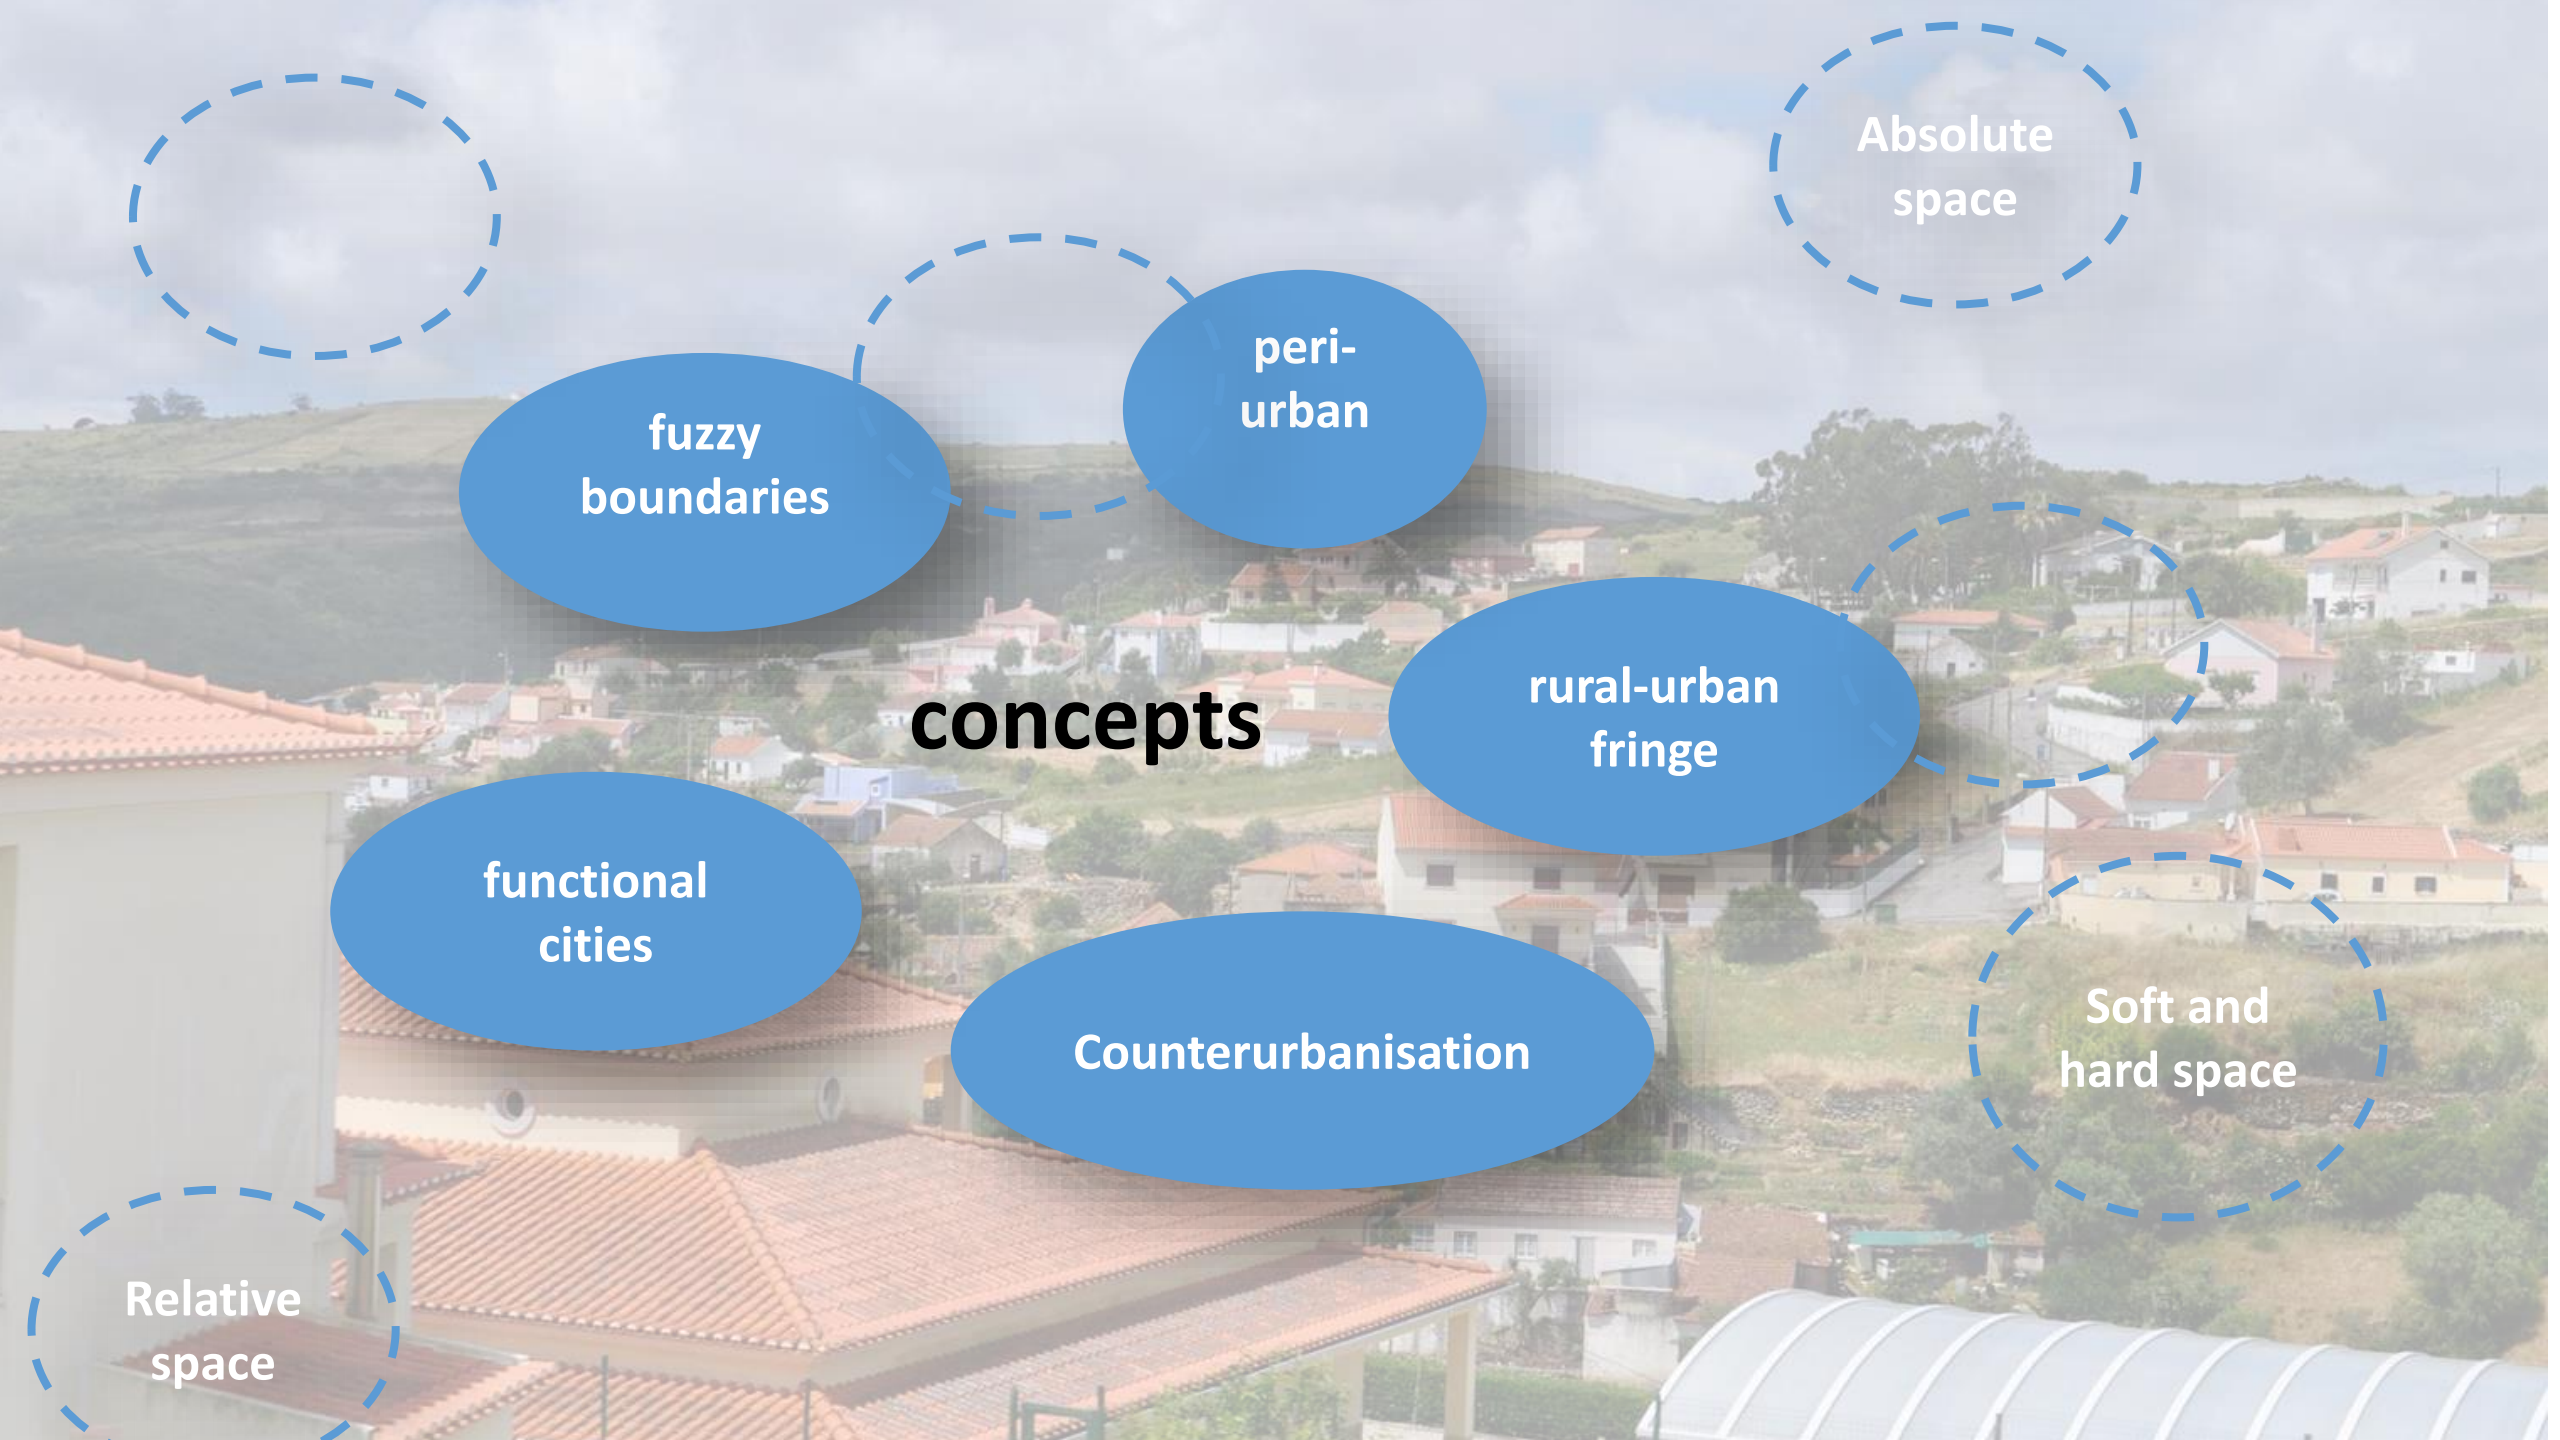 Absolute
space
peri-
urban
fuzzy
boundaries
concepts
rural-urban
fringe
functional
cities
Counterurbanisation
Soft and
hard space
Relative
space